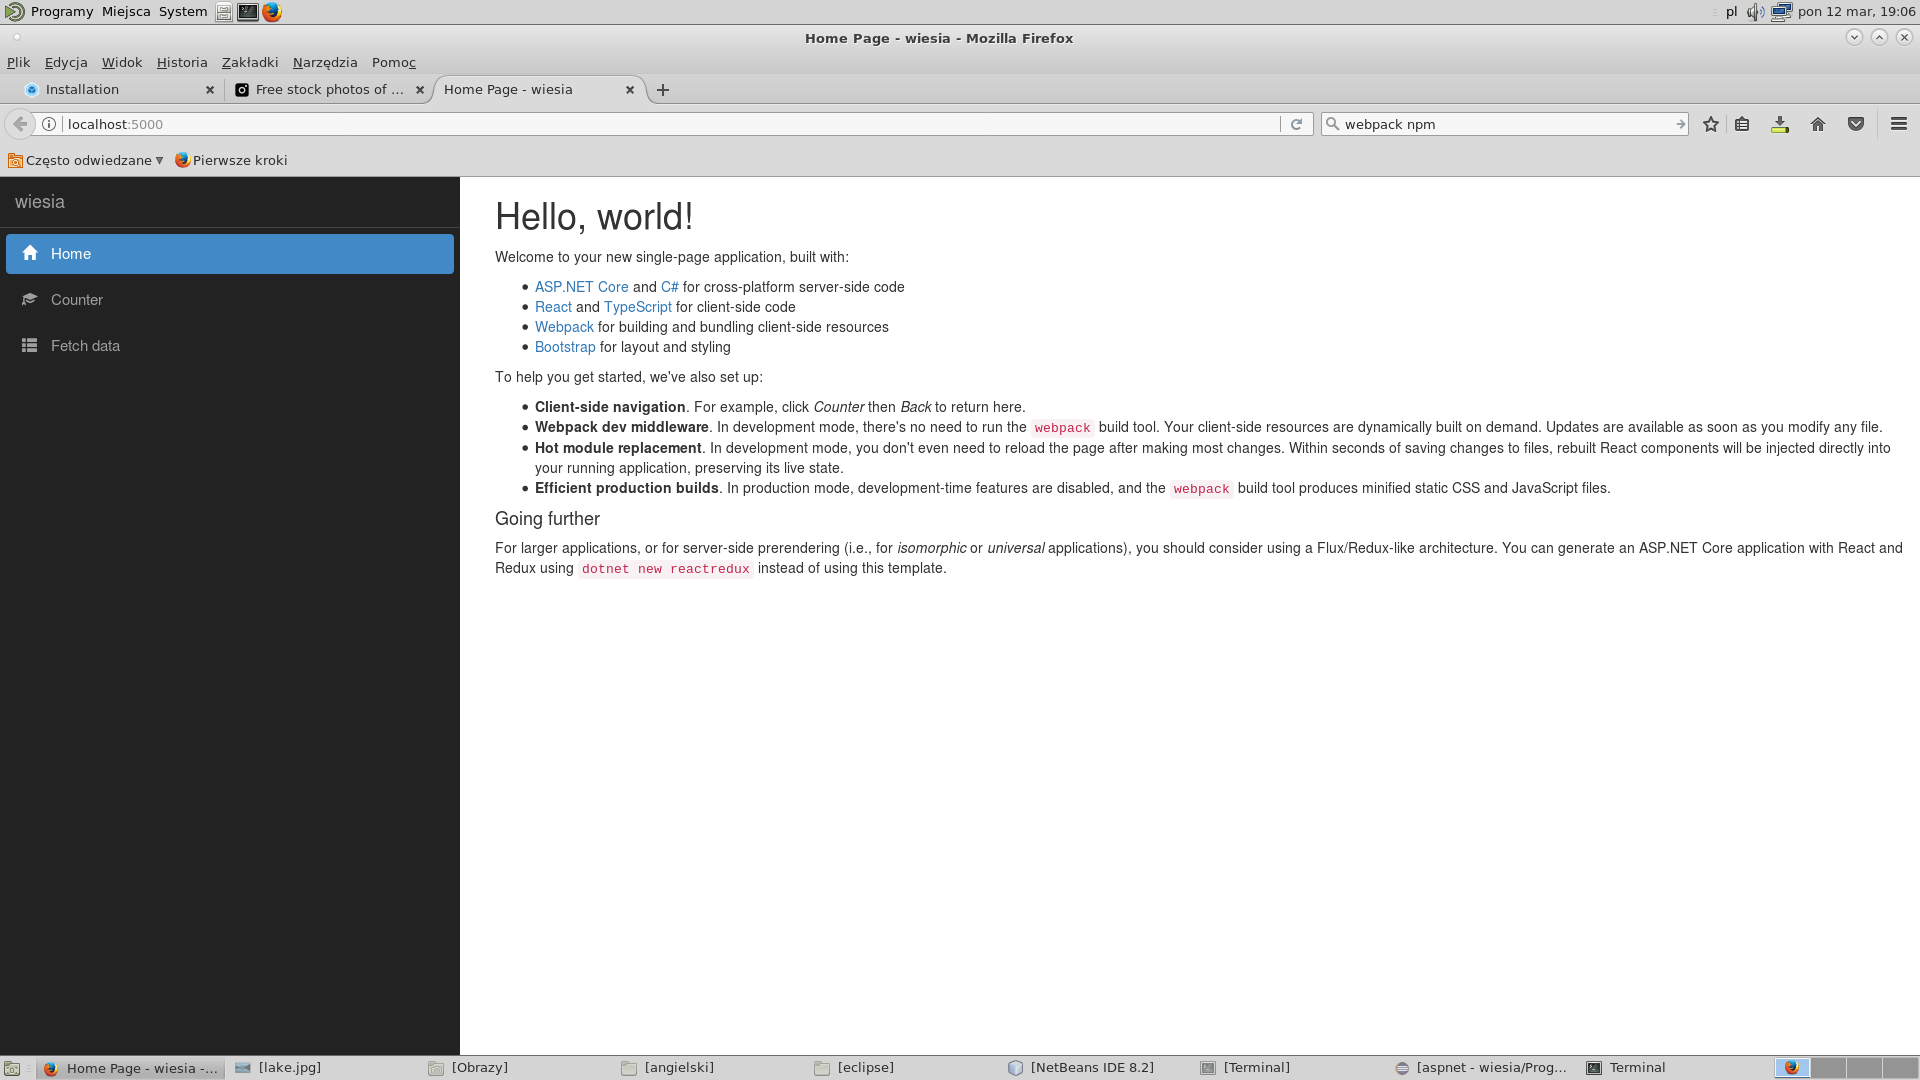 Programy Miejsca System pl pon 12 mar, 19:06
Home Page - wiesia - Mozilla Firefox
Plik Edycja Widok Historia Zakładki Narzędzia Pomoc
Installation Free stock photos of ... Home Page - wiesia
localhost:5000 webpack npm
Często odwiedzane Pierwsze kroki
wiesia
Home
Counter
Fetch data
Hello, world!
Welcome to your new single-page application, built with:
ASP.NET Core and C# for cross-platform server-side code
React and TypeScript for client-side code
Webpack for building and bundling client-side resources
Bootstrap for layout and styling
To help you get started, we've also set up:
Client-side navigation. For example, click Counter then Back to return here.
Webpack dev middleware. In development mode, there's no need to run the webpack build tool. Your client-side resources are dynamically built on demand. Updates are available as soon as you modify any file.
Hot module replacement. In development mode, you don't even need to reload the page after making most changes. Within seconds of saving changes to files, rebuilt React components will be injected directly into
your running application, preserving its live state.
Efficient production builds. In production mode, development-time features are disabled, and the webpack build tool produces minified static CSS and JavaScript files.
Going further
For larger applications, or for server-side prerendering (i.e., for isomorphic or universal applications), you should consider using a Flux/Redux-like architecture. You can generate an ASP.NET Core application with React and
Redux using dotnet new reactredux instead of using this template.
Home Page - wiesia -... [lake.jpg] [Obrazy] [angielski] [eclipse] [NetBeans IDE 8.2] [Terminal] [aspnet - wiesia/Prog... Terminal